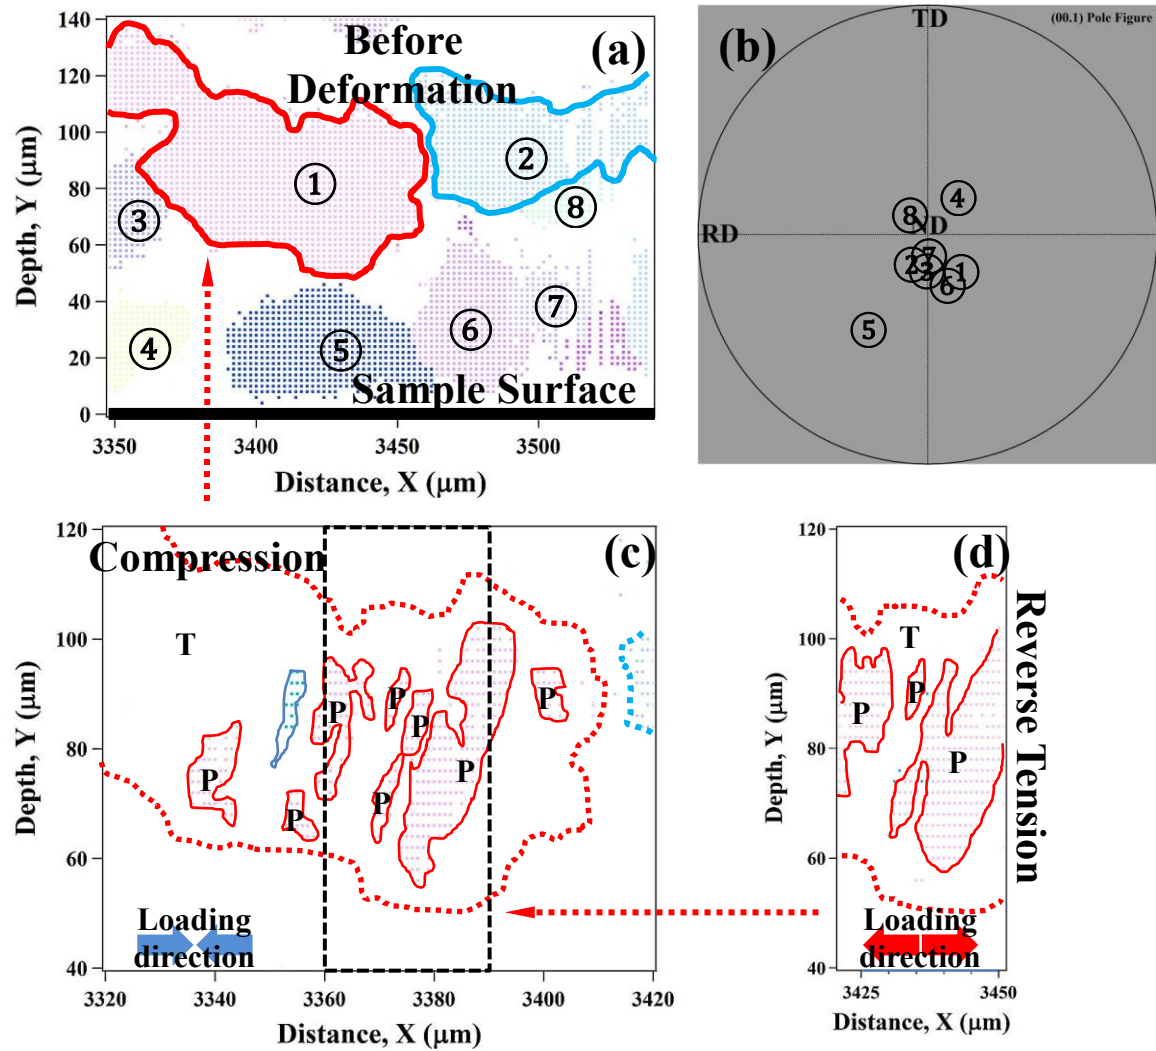 140
120
100
80
60
40
20
0
Depth, Y (μm)
Before
Deformation
(a)
①
②
③
④
⑤
⑥
⑦
⑧
Sample Surface
3350
3400
3450
3500
Distance, X (μm)
(b)
TD
(00.1) Pole Figure
RD
ND
④
⑧
⑦
②
③
①
⑥
⑤
120
100
80
60
40
Depth, Y (μm)
Compression
(c)
T
P
P
P
P
P
P
P
P
Loading
direction
3320
3340
3360
3380
3400
3420
Distance, X (μm)
120
100
80
60
40
Depth, Y (μm)
(d)
T
P
P
P
Loading
direction
3425
3450
Distance, X (μm)
Reverse Tension